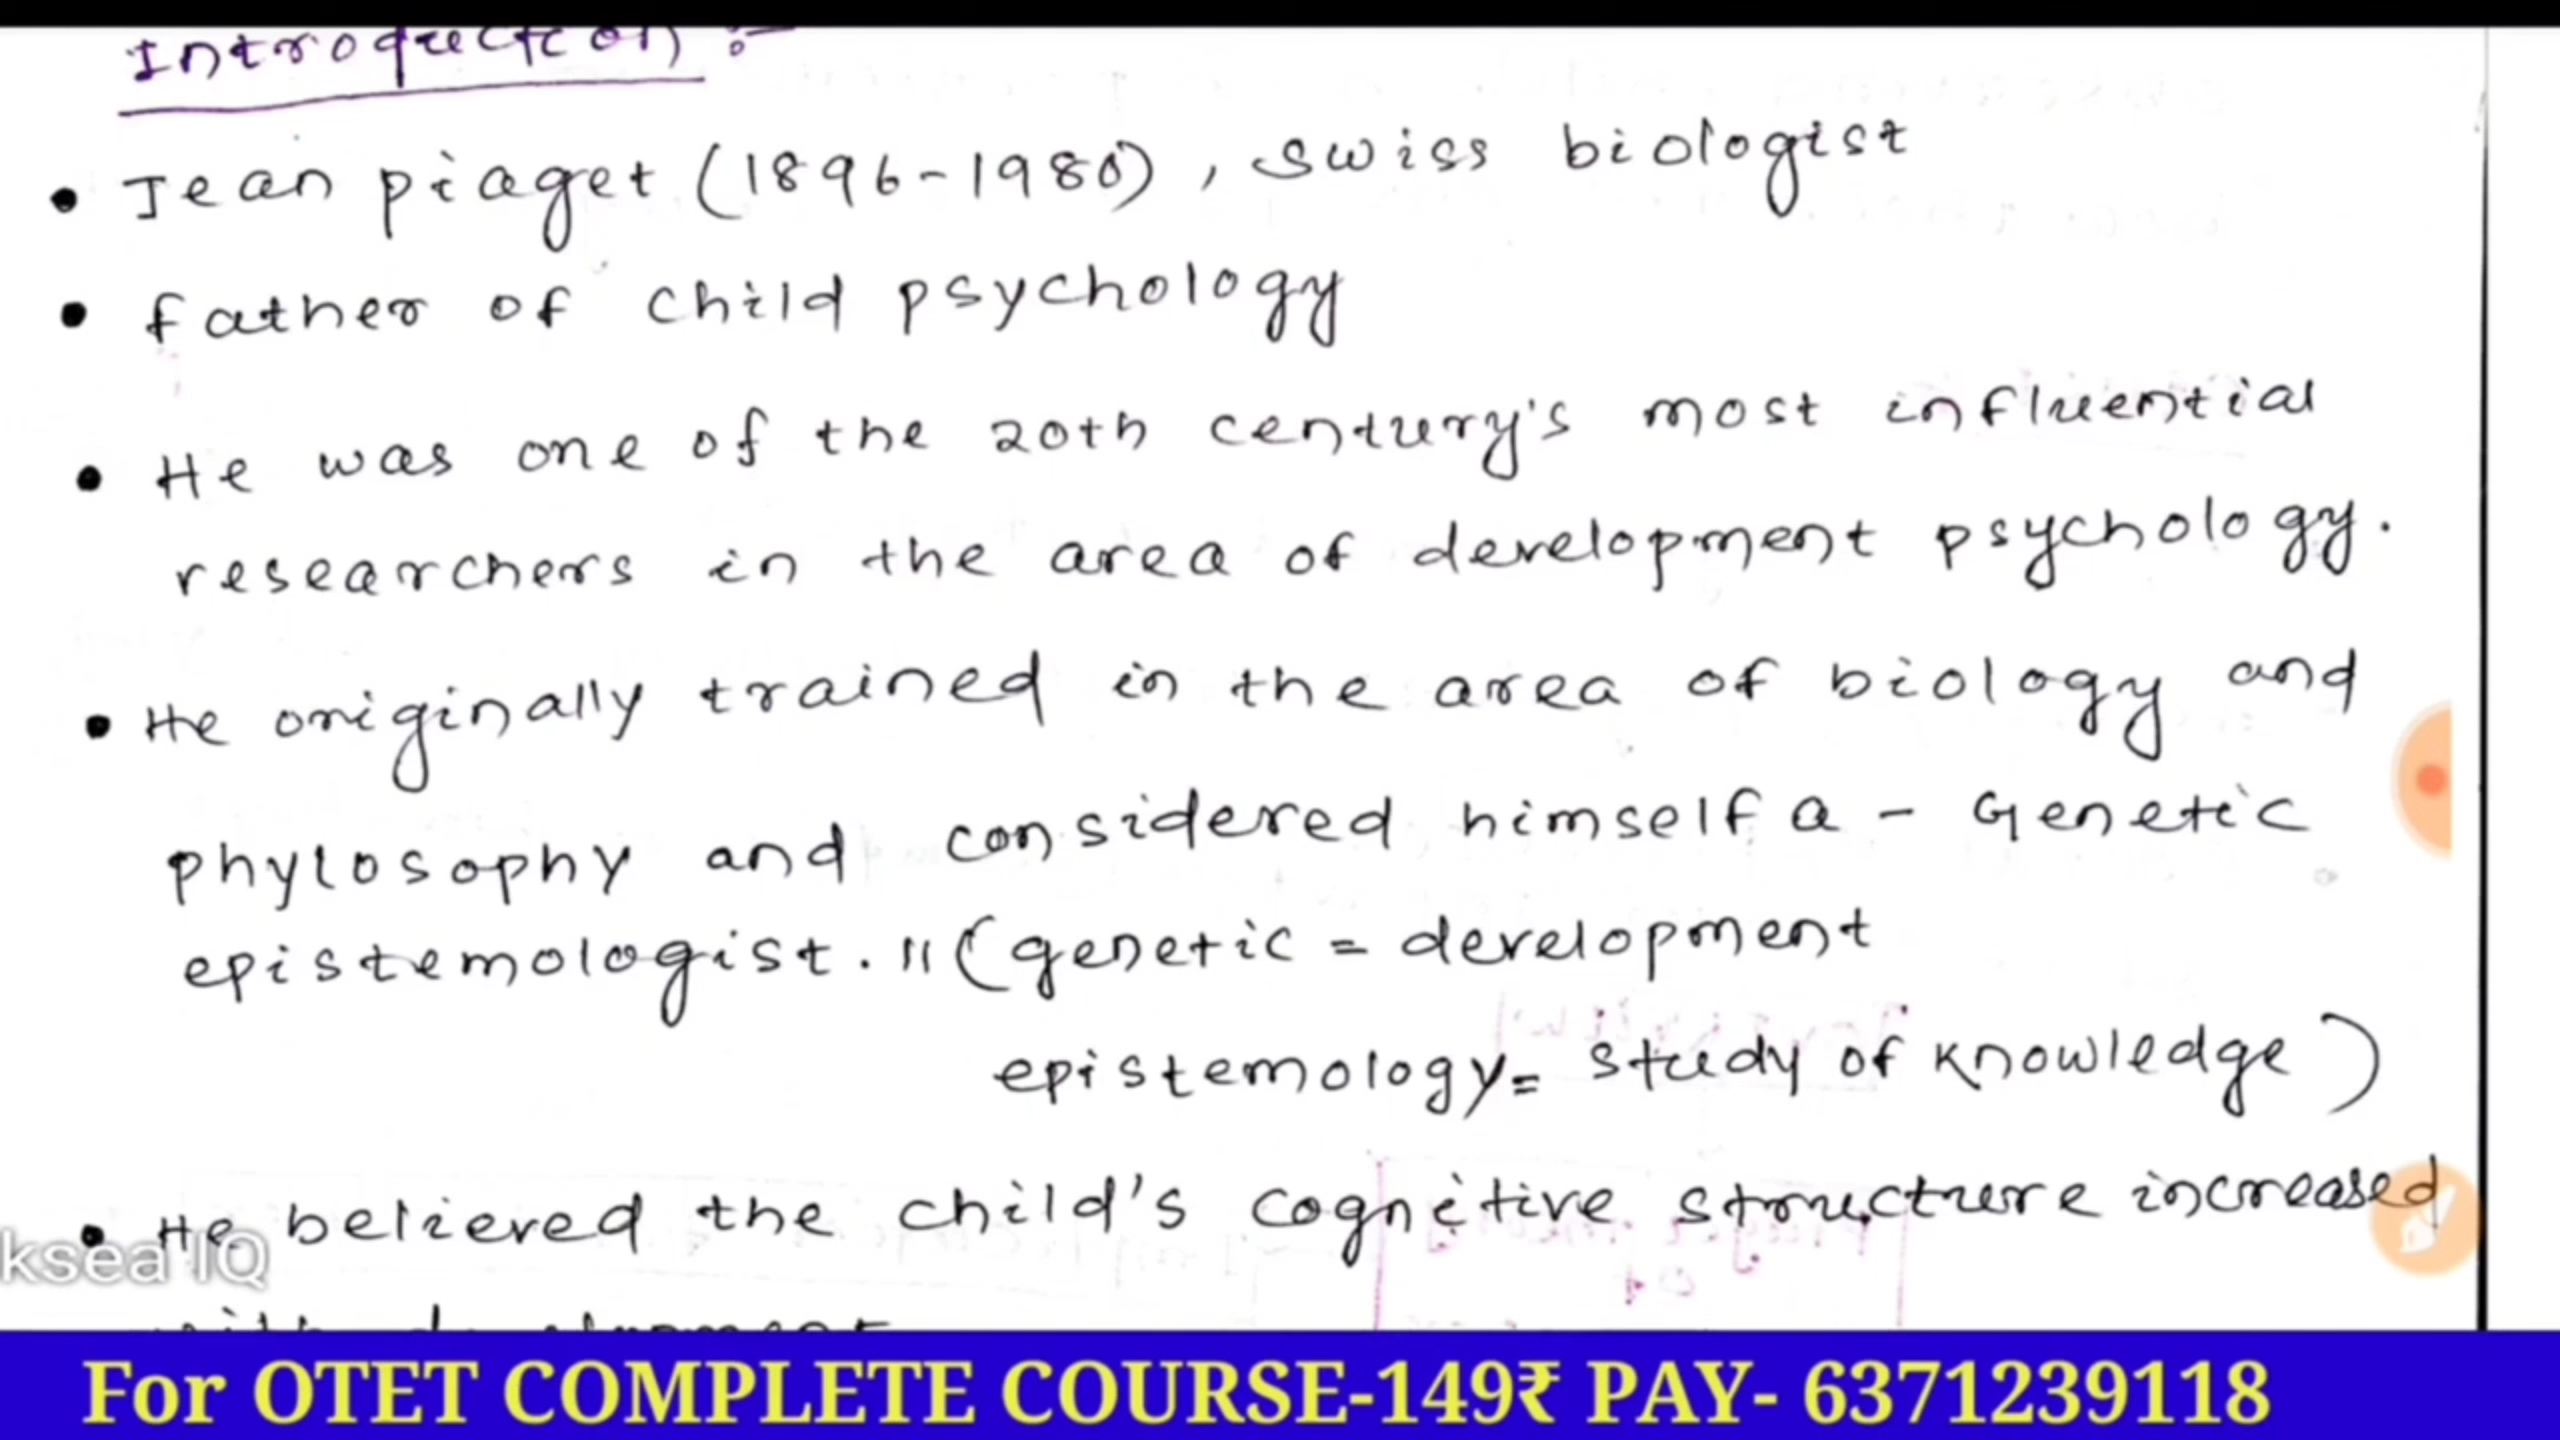 Introduction :-
• Jean piaget (1896-1980), swiss biologist
• father of child psychology
• He was one of the 20th century's most influential
researchers in the area of development psychology.
• He originally trained in the area of biology and
phylosophy and considered himself a - Genetic
epistemologist. " (genetic = development
epistemology = study of knowledge)
• He believed the child's cognitive structure increased
ksea IQ
with development
For OTET COMPLETE COURSE-149₹ PAY- 6371239118